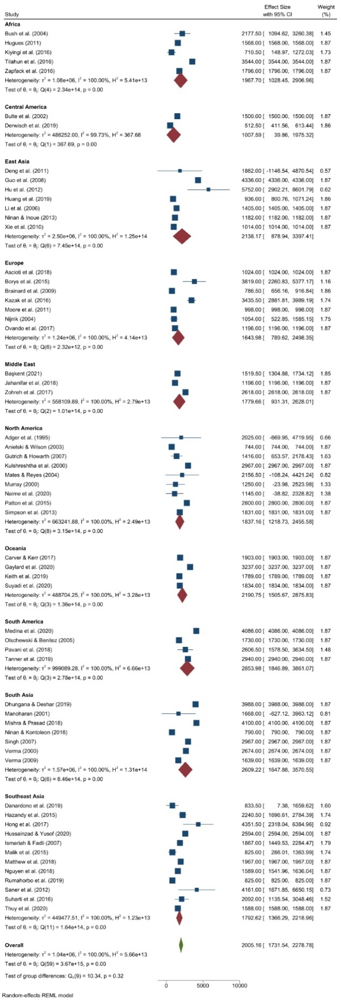 Effect Size Weight
Study with 95% CI (%)
Africa
Bush et al. (2004) 2177.50 [ 1094.62, 3260.38] 1.45
Hugues (2011) 1568.00 [ 1568.00, 1568.00] 1.87
Kiyingi et al. (2016) 710.50 [ 148.97, 1272.03] 1.73
Tilahun et al. (2016) 3544.00 [ 3544.00, 3544.00] 1.87
Zapfack et al. (2016) 1796.00 [ 1796.00, 1796.00] 1.87
Heterogeneity: τ² = 1.08e+06, I² = 100.00%, H² = 5.41e+13 1967.70 [ 1028.45, 2906.96]
Test of θᵢ = θⱼ: Q(4) = 2.34e+14, p = 0.00
Central America
Bulte et al. (2002) 1500.00 [ 1500.00, 1500.00] 1.87
Derwisch et al. (2019) 512.50 [ 411.56, 613.44] 1.86
Heterogeneity: τ² = 486252.00, I² = 99.73%, H² = 367.68 1007.59 [ 39.86, 1975.32]
Test of θᵢ = θⱼ: Q(1) = 367.69, p = 0.00
East Asia
Deng et al. (2011) 1862.00 [ -1146.54, 4870.54] 0.57
Guo et al. (2008) 4336.00 [ 4336.00, 4336.00] 1.87
Hu et al. (2012) 5752.00 [ 2902.21, 8601.79] 0.62
Huang et al. (2019) 936.00 [ 800.76, 1071.24] 1.86
Li et al. (2006) 1405.00 [ 1405.00, 1405.00] 1.87
Ninan & Inoue (2013) 1182.00 [ 1182.00, 1182.00] 1.87
Xie et al. (2010) 1014.00 [ 1014.00, 1014.00] 1.87
Heterogeneity: τ² = 2.50e+06, I² = 100.00%, H² = 1.25e+14 2138.17 [ 878.94, 3397.41]
Test of θᵢ = θⱼ: Q(6) = 7.45e+14, p = 0.00
Europe
Ascioti et al. (2018) 1024.00 [ 1024.00, 1024.00] 1.87
Borys et al. (2015) 3819.00 [ 2260.83, 5377.17] 1.16
Brainard et al. (2009) 786.50 [ 656.16, 916.84] 1.86
Kazak et al. (2016) 3435.50 [ 2881.81, 3989.19] 1.74
Moore et al. (2011) 998.00 [ 998.00, 998.00] 1.87
Nijnik (2004) 1054.00 [ 522.85, 1585.15] 1.75
Ovando et al. (2017) 1196.00 [ 1196.00, 1196.00] 1.87
Heterogeneity: τ² = 1.24e+06, I² = 100.00%, H² = 4.14e+13 1643.98 [ 789.62, 2498.35]
Test of θᵢ = θⱼ: Q(6) = 2.32e+12, p = 0.00
Middle East
Başkent (2021) 1519.50 [ 1304.88, 1734.12] 1.85
Jahanifar et al. (2018) 1196.00 [ 1196.00, 1196.00] 1.87
Zohreh et al. (2017) 2618.00 [ 2618.00, 2618.00] 1.87
Heterogeneity: τ² = 558109.89, I² = 100.00%, H² = 2.79e+13 1779.66 [ 931.31, 2628.01]
Test of θᵢ = θⱼ: Q(2) = 1.01e+14, p = 0.00
North America
Adger et al. (1995) 2025.00 [ -669.95, 4719.95] 0.66
Anielski & Wilson (2003) 744.00 [ 744.00, 744.00] 1.87
Gutrich & Howarth (2007) 1416.00 [ 653.57, 2178.43] 1.63
Kulshreshtha et al. (2000) 2967.00 [ 2967.00, 2967.00] 1.87
Mates & Reyes (2004) 2156.50 [ -108.24, 4421.24] 0.82
Murray (2000) 1250.00 [ -23.98, 2523.98] 1.33
Naime et al. (2020) 1145.00 [ -38.82, 2328.82] 1.38
Patton et al. (2015) 2800.00 [ 2800.00, 2800.00] 1.87
Simpson et al. (2013) 1831.00 [ 1831.00, 1831.00] 1.87
Heterogeneity: τ² = 663241.88, I² = 100.00%, H² = 2.49e+13 1837.16 [ 1218.73, 2455.58]
Test of θᵢ = θⱼ: Q(8) = 3.15e+14, p = 0.00
Oceania
Carver & Kerr (2017) 1903.00 [ 1903.00, 1903.00] 1.87
Gaylard et al. (2020) 3237.00 [ 3237.00, 3237.00] 1.87
Keith et al. (2019) 1789.00 [ 1789.00, 1789.00] 1.87
Suyadi et al. (2020) 1834.00 [ 1834.00, 1834.00] 1.87
Heterogeneity: τ² = 488704.25, I² = 100.00%, H² = 3.28e+13 2190.75 [ 1505.67, 2875.83]
Test of θᵢ = θⱼ: Q(3) = 1.36e+14, p = 0.00
South America
Medina et al. (2020) 4086.00 [ 4086.00, 4086.00] 1.87
Olschewski & Benitez (2005) 1730.00 [ 1730.00, 1730.00] 1.87
Pavani et al. (2018) 2606.50 [ 1578.50, 3634.50] 1.48
Tanner et al. (2019) 2940.00 [ 2940.00, 2940.00] 1.87
Heterogeneity: τ² = 999089.28, I² = 100.00%, H² = 6.66e+13 2853.98 [ 1846.89, 3861.07]
Test of θᵢ = θⱼ: Q(3) = 2.78e+14, p = 0.00
South Asia
Dhungana & Deshar (2019) 3988.00 [ 3988.00, 3988.00] 1.87
Manoharan (2001) 1668.00 [ -627.12, 3963.12] 0.81
Mishra & Prasad (2018) 4100.00 [ 4100.00, 4100.00] 1.87
Ninan & Kontoleon (2016) 790.00 [ 790.00, 790.00] 1.87
Singh (2007) 2967.00 [ 2967.00, 2967.00] 1.87
Verma (2000) 2674.00 [ 2674.00, 2674.00] 1.87
Verma (2009) 1639.00 [ 1639.00, 1639.00] 1.87
Heterogeneity: τ² = 1.57e+06, I² = 100.00%, H² = 1.31e+14 2609.22 [ 1647.88, 3570.55]
Test of θᵢ = θⱼ: Q(6) = 8.46e+14, p = 0.00
Southeast Asia
Danardono et al. (2019) 833.50 [ 7.38, 1659.62] 1.60
Hazandy et al. (2015) 2240.50 [ 1696.61, 2784.39] 1.74
Hong et al. (2017) 4351.50 [ 2318.04, 6384.96] 0.92
Hussainzad & Yusof (2020) 2594.00 [ 2594.00, 2594.00] 1.87
Ismariah & Fadli (2007) 1867.00 [ 1449.53, 2284.47] 1.79
Malik et al. (2015) 825.00 [ 286.01, 1363.99] 1.74
Matthew et al. (2018) 1967.00 [ 1967.00, 1967.00] 1.87
Nguyen et al. (2018) 1589.00 [ 1541.96, 1636.04] 1.87
Rumahorbo et al. (2019) 825.00 [ 825.00, 825.00] 1.87
Saner et al. (2012) 4161.00 [ 1671.85, 6650.15] 0.73
Suharti et al. (2016) 2092.00 [ 1135.54, 3048.46] 1.52
Thuy et al. (2020) 1588.00 [ 1588.00, 1588.00] 1.87
Heterogeneity: τ² = 449477.51, I² = 100.00%, H² = 1.23e+13 1792.62 [ 1366.29, 2218.96]
Test of θᵢ = θⱼ: Q(11) = 1.64e+14, p = 0.00
Overall 2005.16 [ 1731.54, 2278.78]
Heterogeneity: τ² = 1.04e+06, I² = 100.00%, H² = 5.66e+13
Test of θᵢ = θⱼ: Q(59) = 3.67e+15, p = 0.00
Test of group differences: Q_b(9) = 10.34, p = 0.32
0 5000 10000
Random-effects REML model